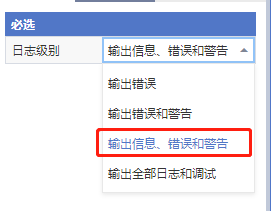 必选
日志级别 输出信息、错误和警告
输出错误
输出错误和警告
输出信息、错误和警告
输出全部日志和调试